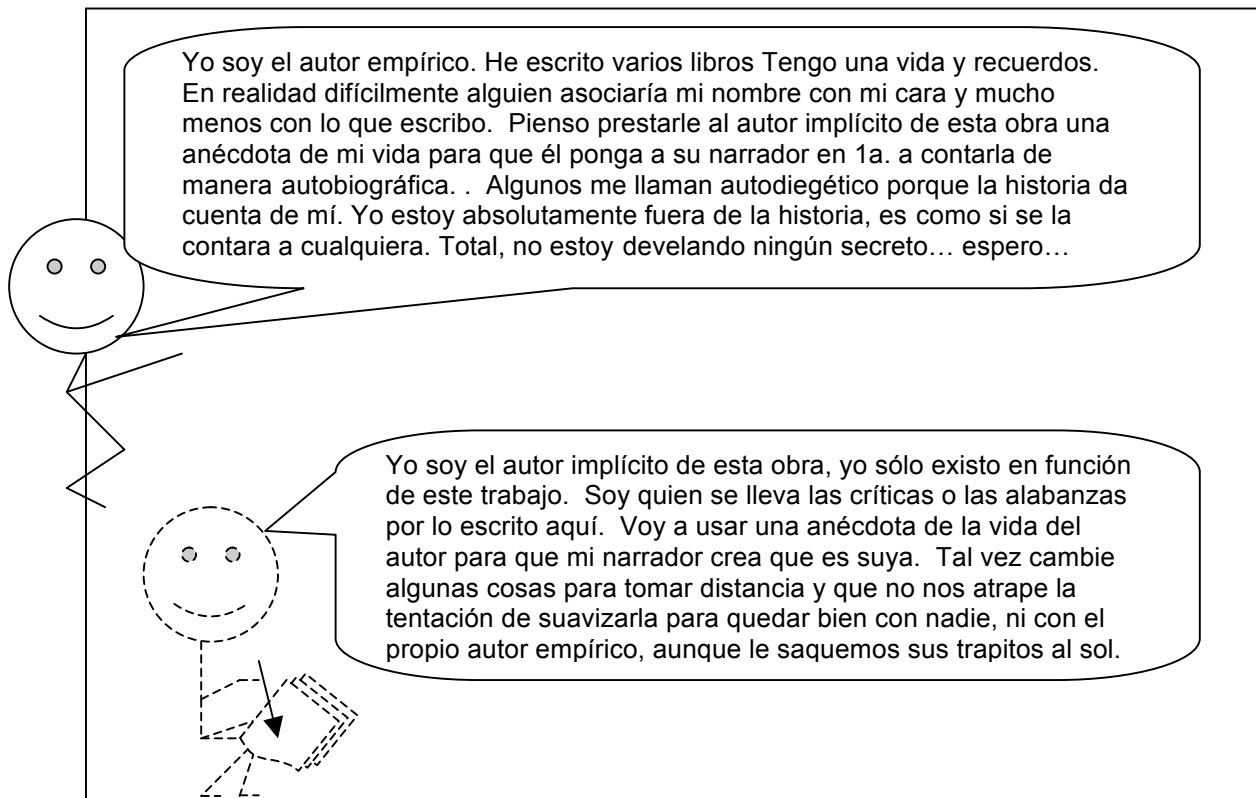 Yo soy el autor empírico. He escrito varios libros Tengo una vida y recuerdos.
En realidad difícilmente alguien asociaría mi nombre con mi cara y mucho
menos con lo que escribo.  Pienso prestarle al autor implícito de esta obra una
anécdota de mi vida para que él ponga a su narrador en 1a. a contarla de
manera autobiográfica. .  Algunos me llaman autodiegético porque la historia da
cuenta de mí. Yo estoy absolutamente fuera de la historia, es como si se la
contara a cualquiera. Total, no estoy develando ningún secreto… espero…
Yo soy el autor implícito de esta obra, yo sólo existo en función
de este trabajo.  Soy quien se lleva las críticas o las alabanzas
por lo escrito aquí.  Voy a usar una anécdota de la vida del
autor para que mi narrador crea que es suya.  Tal vez cambie
algunas cosas para tomar distancia y que no nos atrape la
tentación de suavizarla para quedar bien con nadie, ni con el
propio autor empírico, aunque le saquemos sus trapitos al sol.